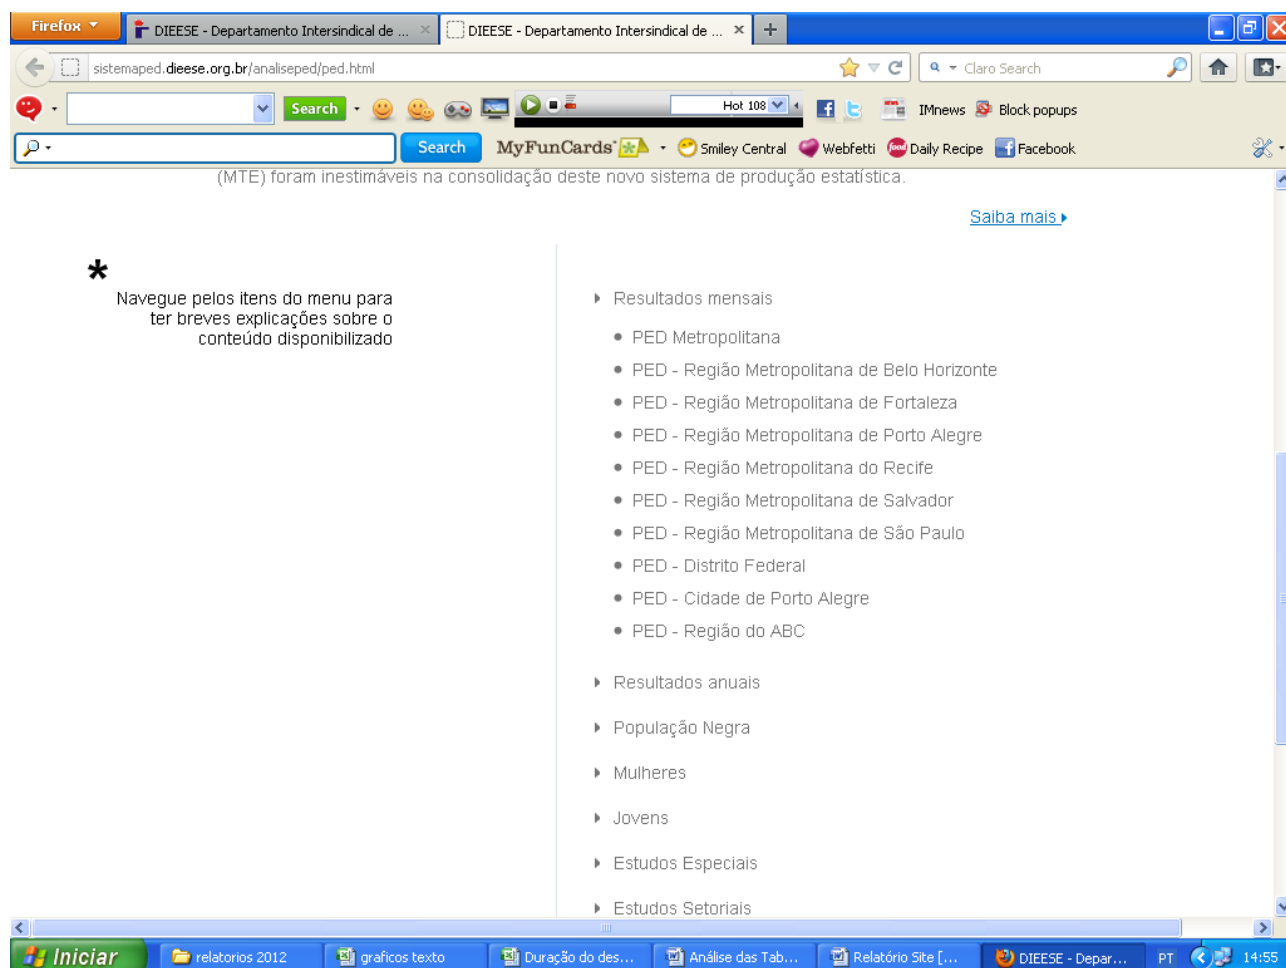 Firefox
DIEESE - Departamento Intersindical de ...
DIEESE - Departamento Intersindical de ...
sistemaped.dieese.org.br/analiseped/ped.html
Claro Search
Search
Hot 108
IMnews
Block popups
Search
MyFunCards
Smiley Central
Webfetti
food
Daily Recipe
Facebook
(MTE) foram inestimáveis na consolidação deste novo sistema de produção estatística.
Saiba mais
*
Navegue pelos itens do menu para
ter breves explicações sobre o
conteúdo disponibilizado
Resultados mensais
PED Metropolitana
PED - Região Metropolitana de Belo Horizonte
PED - Região Metropolitana de Fortaleza
PED - Região Metropolitana de Porto Alegre
PED - Região Metropolitana do Recife
PED - Região Metropolitana de Salvador
PED - Região Metropolitana de São Paulo
PED - Distrito Federal
PED - Cidade de Porto Alegre
PED - Região do ABC
Resultados anuais
População Negra
Mulheres
Jovens
Estudos Especiais
Estudos Setoriais
Iniciar
relatorios 2012
graficos texto
Duração do des...
Análise das Tab...
Relatório Site [...
DIEESE - Depar...
PT
14:55